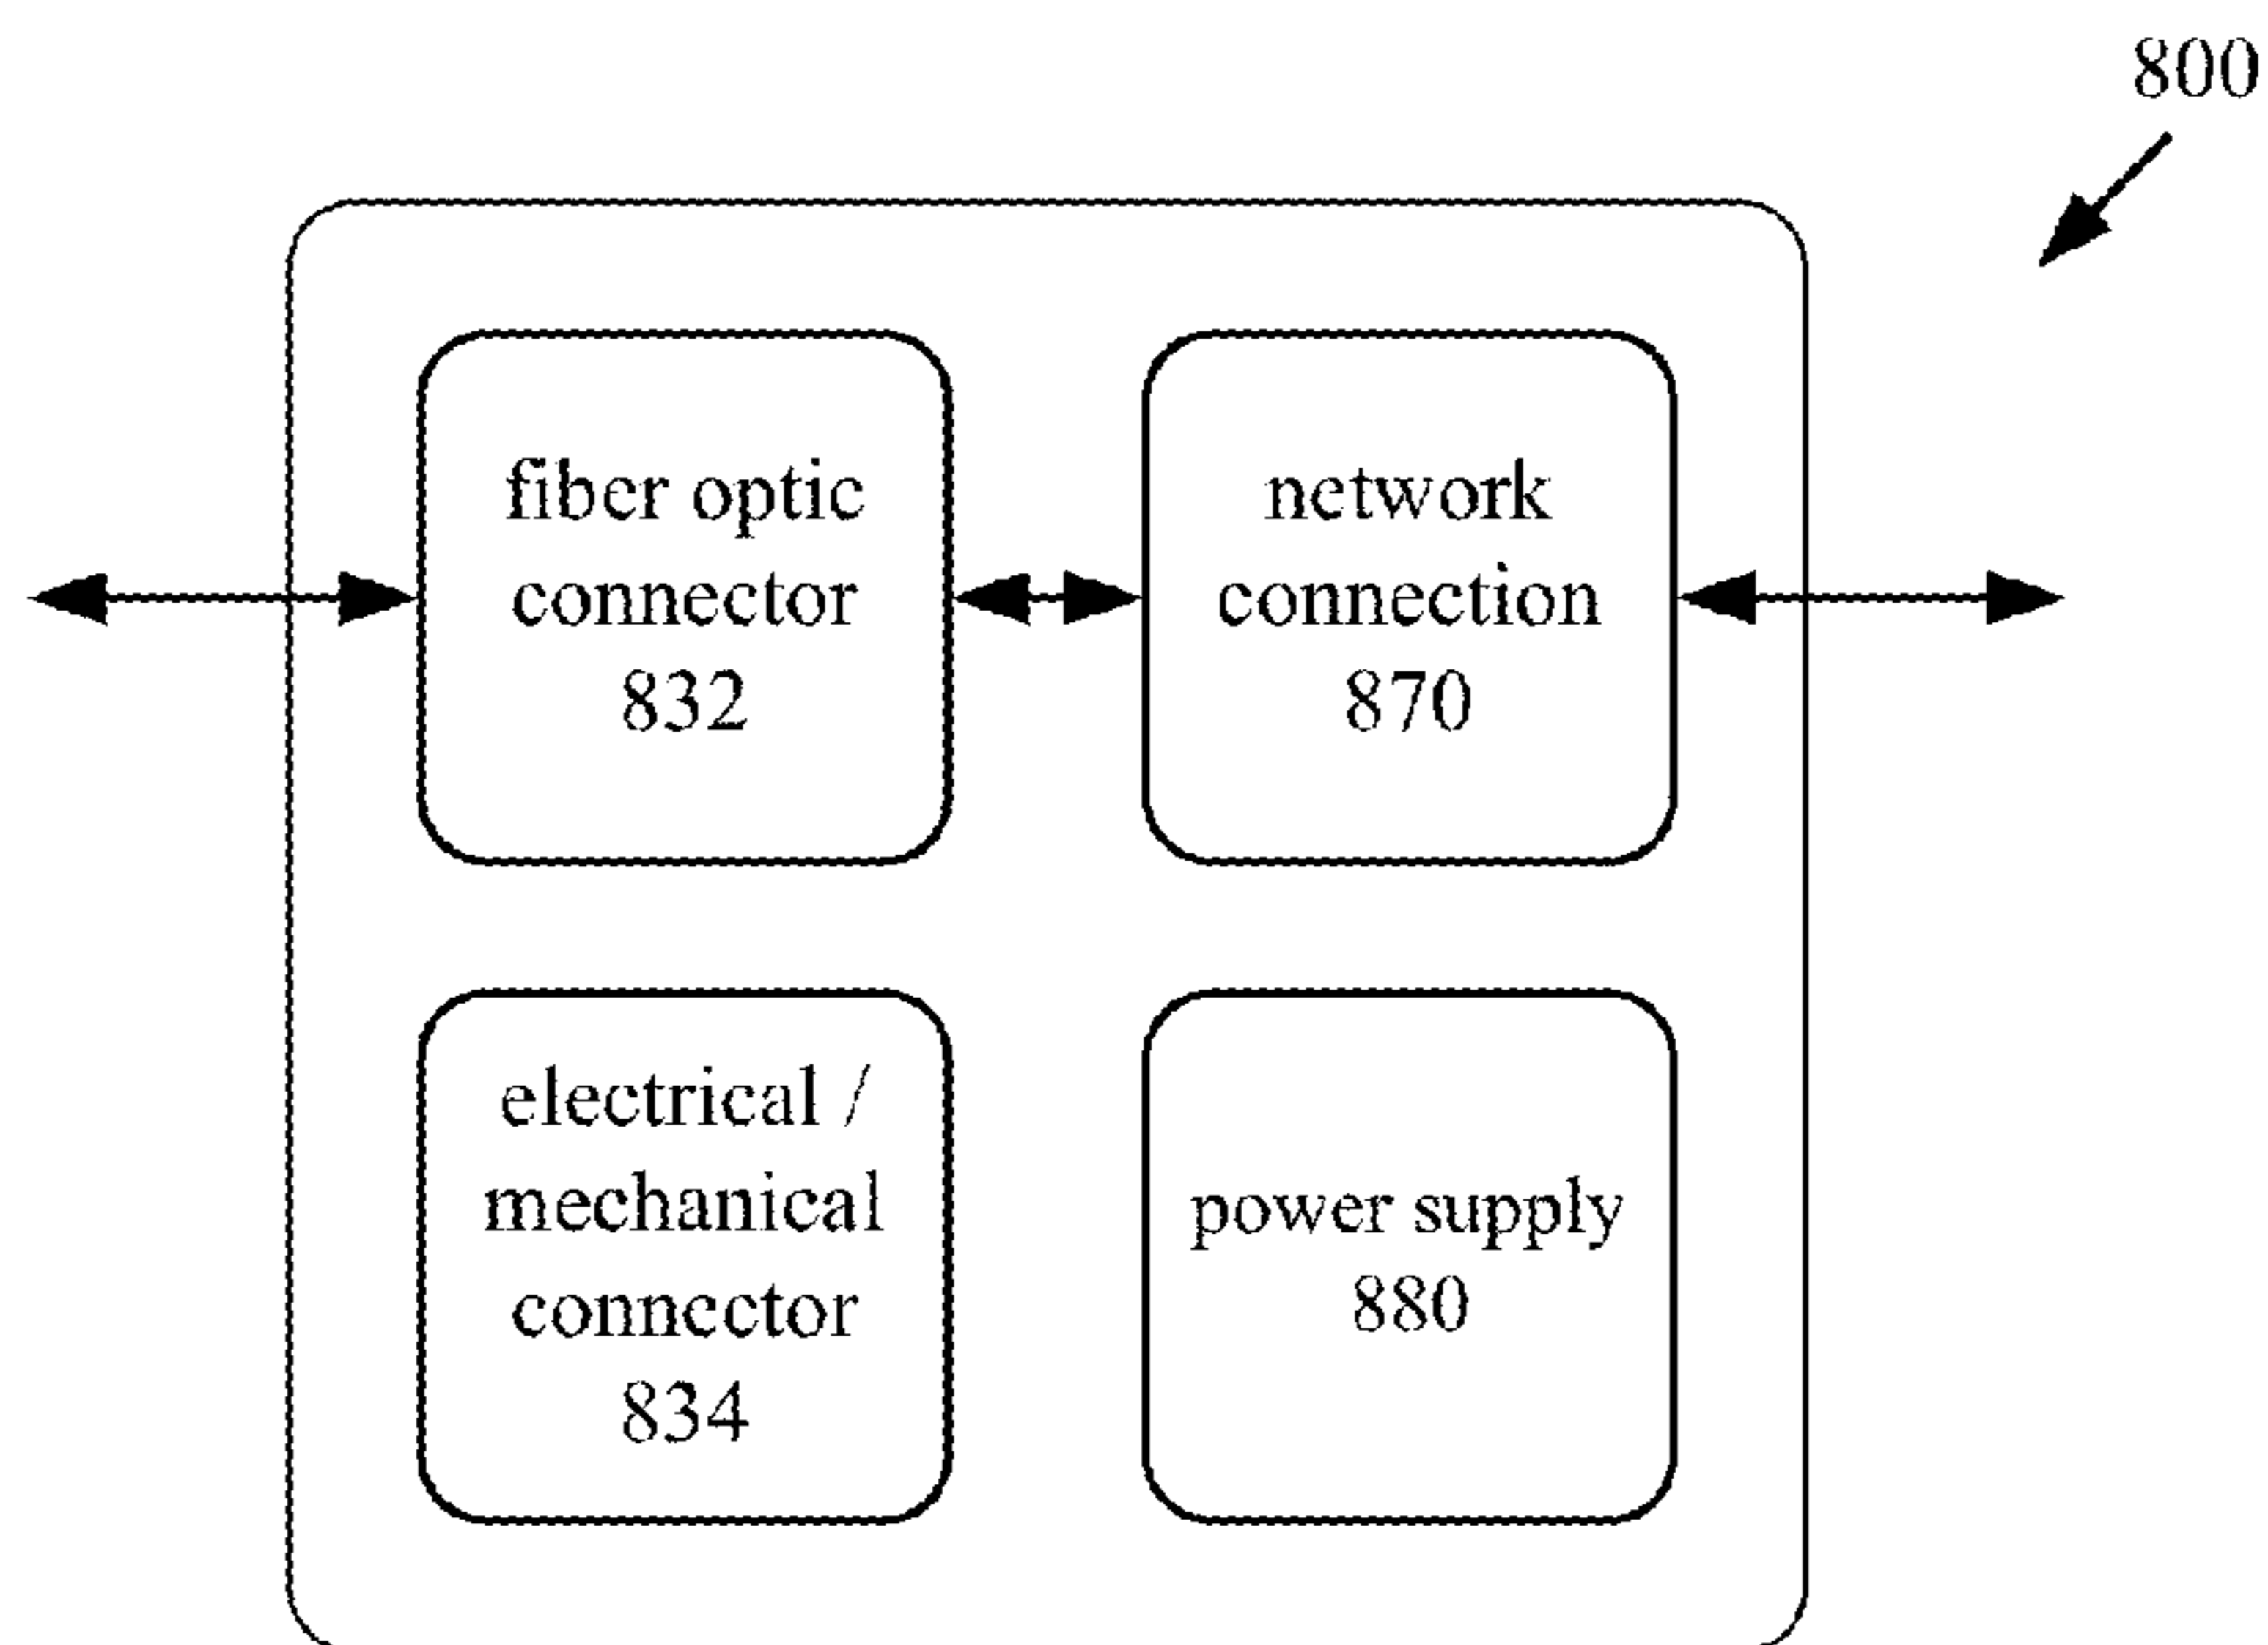 800
fiber optic
connector
832
network
connection
870
electrical /
mechanical
connector
834
power supply
880